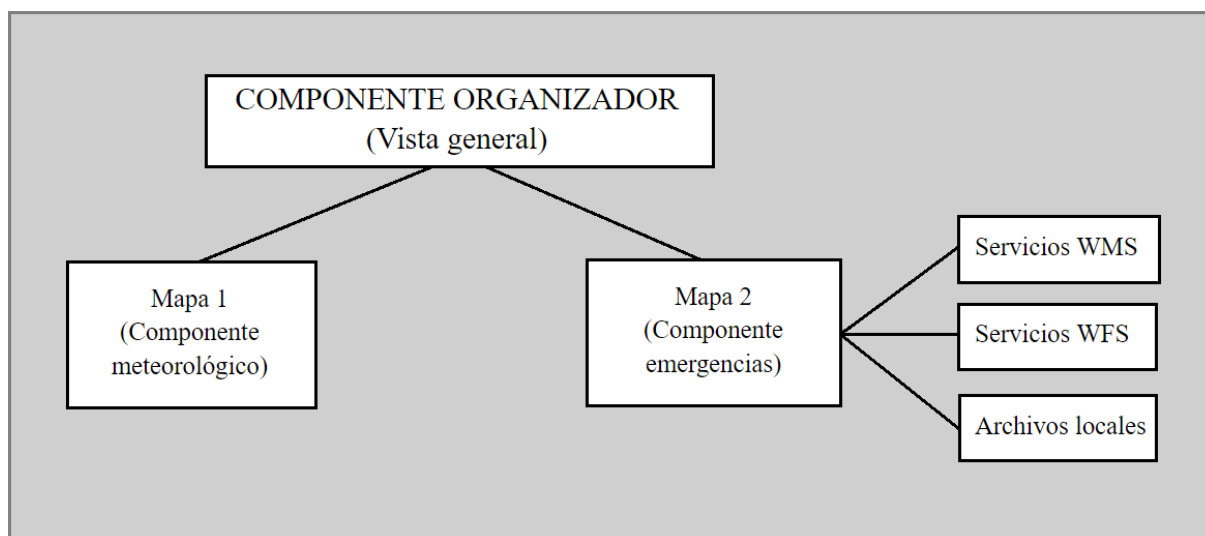 COMPONENTE ORGANIZADOR
(Vista general)
Mapa 1
(Componente
meteorológico)
Mapa 2
(Componente
emergencias)
Servicios WMS
Servicios WFS
Archivos locales